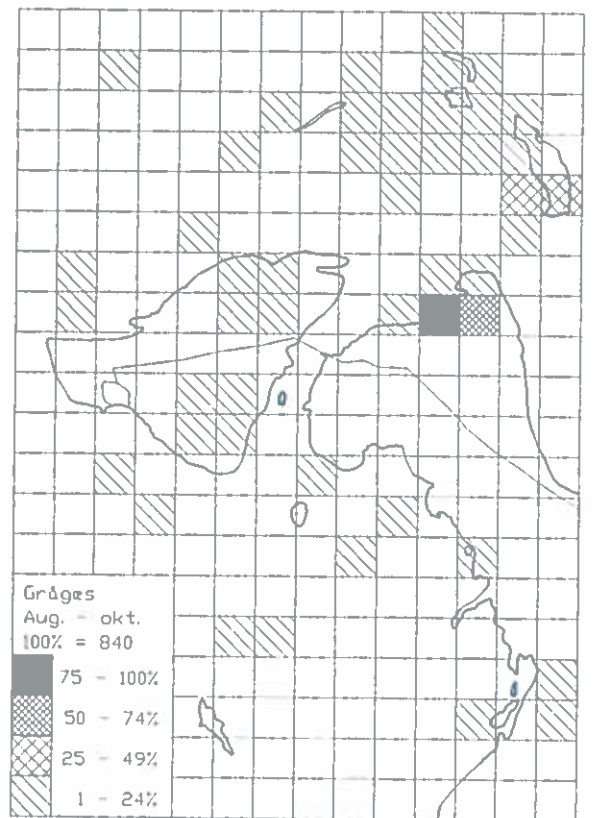 Grågæs
Aug. - okt.
100% = 840
75 - 100%
50 - 74%
25 - 49%
1 - 24%